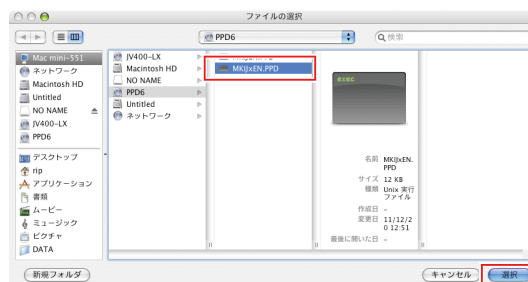 ファイルの選択
PPD6
検索
Mac mini-551
ネットワーク
Macintosh HD
Untitled
NO NAME
JV400-LX
PPD6
デスクトップ
rip
アプリケーション
書類
ムービー
ミュージック
ピクチャ
DATA
JV400-LX
Macintosh HD
NO NAME
PPD6
Untitled
ネットワーク
MKIJxEN.PPD
exec
名前 MKIJxEN.
PPD
サイズ 12 KB
種類 Unix 実行
ファイル
作成日 -
変更日 11/12/2
0 12:51
最後に開いた日 -
新規フォルダ
キャンセル
選択